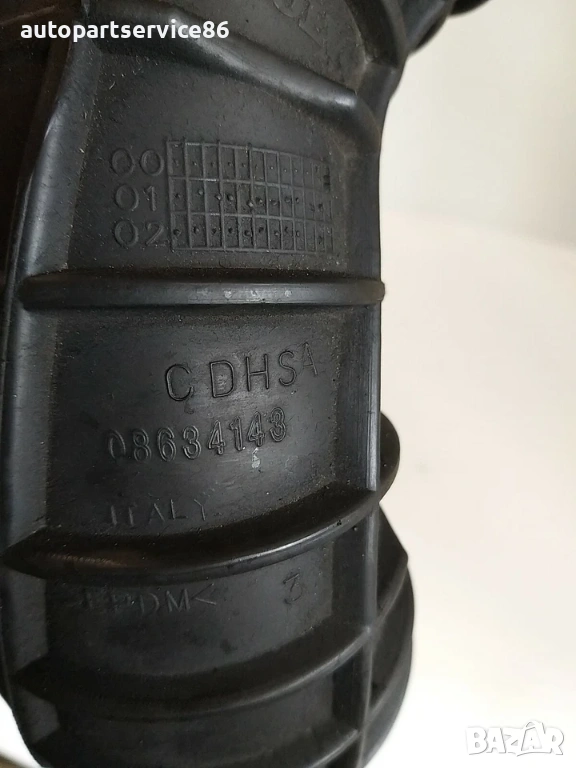 autopartservice86
00
01
02
CDHSA
08634143
ITALY
>EPDM< 3
BAZAR